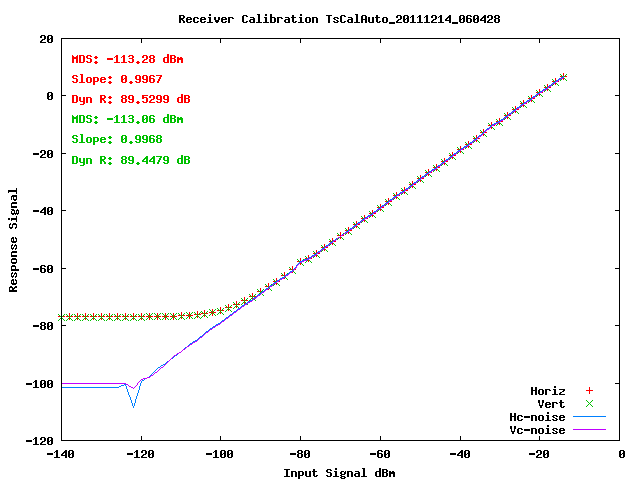 Receiver Calibration TsCalAuto_20111214_060428
20
0
-20
-40
-60
-80
-100
-120
Response Signal
MDS: -113.28 dBm
Slope: 0.9967
Dyn R: 89.5299 dB
MDS: -113.06 dBm
Slope: 0.9968
Dyn R: 89.4479 dB
Horiz
Vert
Hc-noise
Vc-noise
-140 -120 -100 -80 -60 -40 -20 0
Input Signal dBm